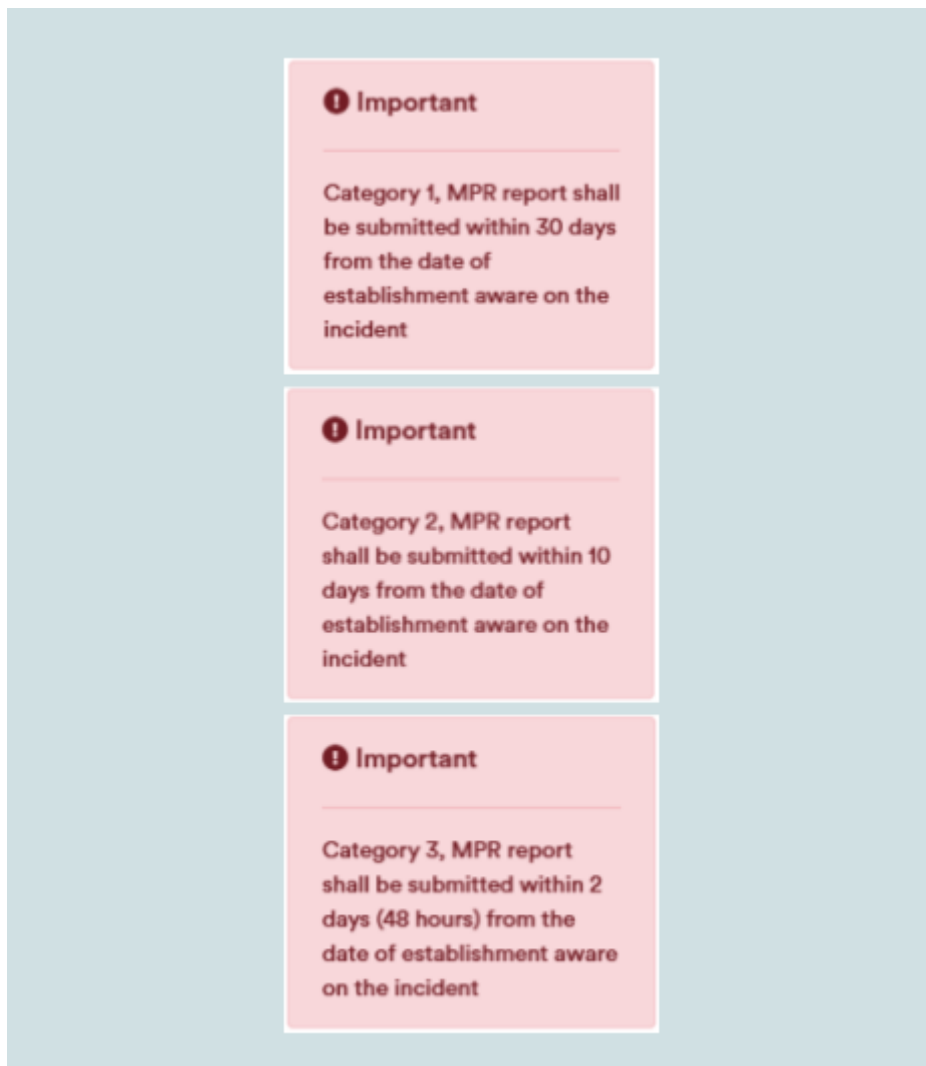 Important
Category 1, MPR report shall
be submitted within 30 days
from the date of
establishment aware on the
incident
Important
Category 2, MPR report
shall be submitted within 10
days from the date of
establishment aware on the
incident
Important
Category 3, MPR report
shall be submitted within 2
days (48 hours) from the
date of establishment aware
on the incident